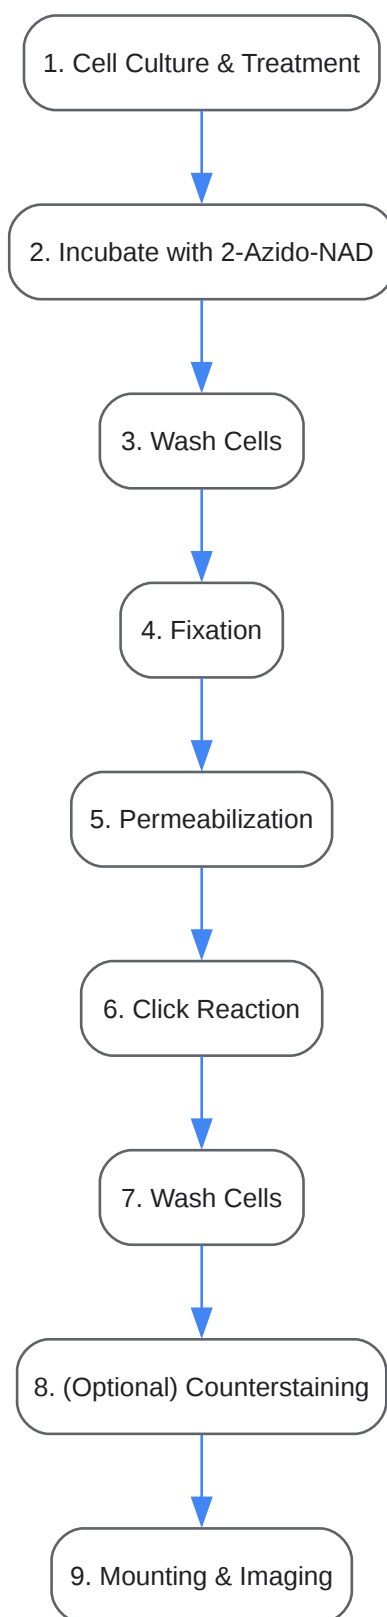 1. Cell Culture & Treatment
2. Incubate with 2-Azido-NAD
3. Wash Cells
4. Fixation
5. Permeabilization
6. Click Reaction
7. Wash Cells
8. (Optional) Counterstaining
9. Mounting & Imaging